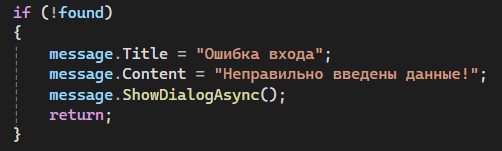 if (!found)
{
    message.Title = "Ошибка входа";
    message.Content = "Неправильно введены данные!";
    message.ShowDialogAsync();
    return;
}